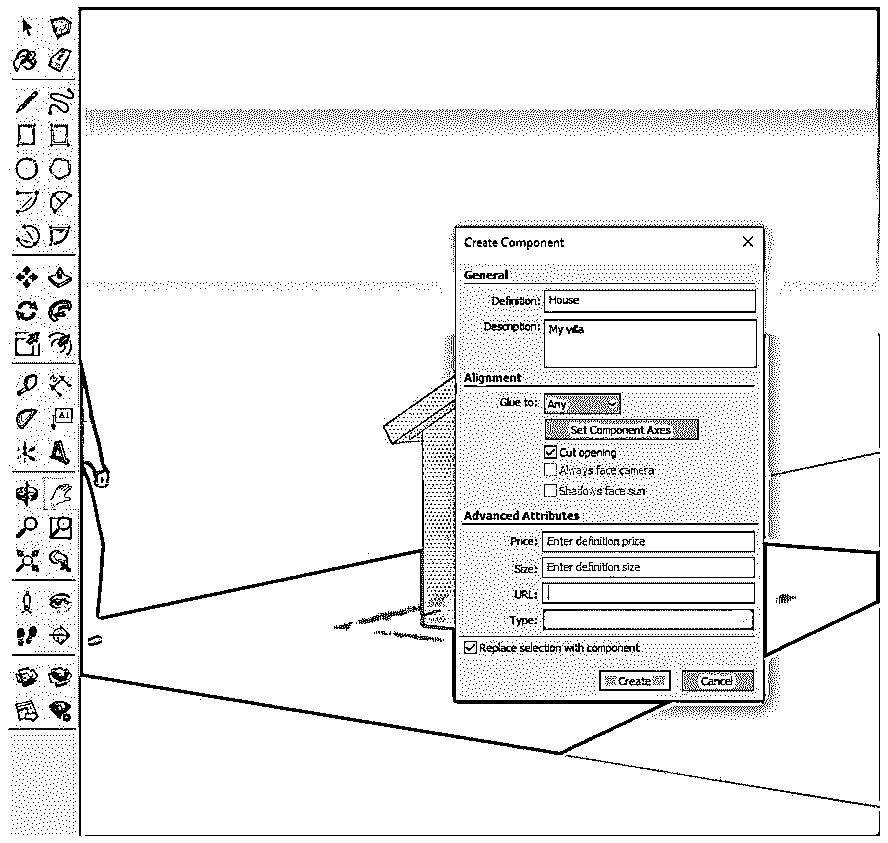 Create Component
General
Definition: House
Description: My villa
Alignment
Glue to: Any
Set Component Axes
Cut opening
Always face camera
Shadows face sun
Advanced Attributes
Price: Enter definition price
Size: Enter definition size
URL:
Type:
Replace selection with component
Create Cancel